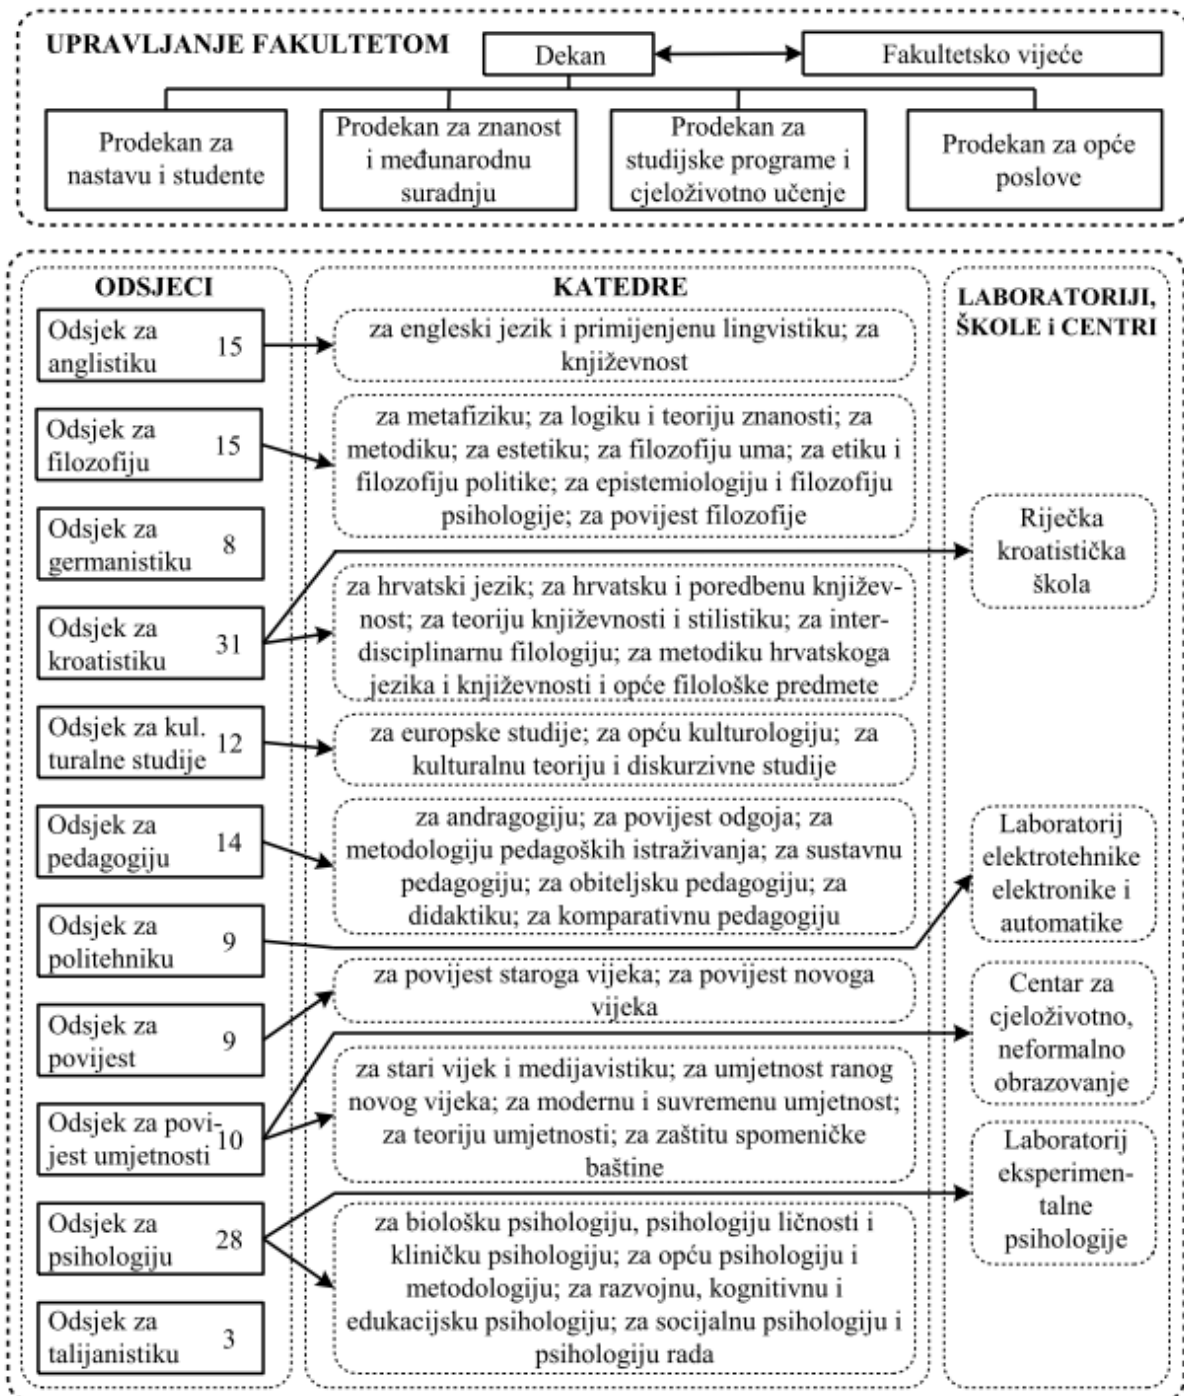 UPRAVLJANJE FAKULTETOM
Dekan
Fakultetsko vijeće
Prodekan za
nastavu i studente
Prodekan za znanost
i međunarodnu
suradnju
Prodekan za
studijske programe i
cjeloživotno učenje
Prodekan za opće
poslove
ODSJECI
Odsjek za
anglistiku
15
Odsjek za
filozofiju
15
Odsjek za
germanistiku
8
Odsjek za
kroatistiku
31
Odsjek za kul.
turalne studije
12
Odsjek za
pedagogiju
14
Odsjek za
politehniku
9
Odsjek za
povijest
9
Odsjek za povi-
jest umjetnosti
10
Odsjek za
psihologiju
28
Odsjek za
talijanistiku
3
KATEDRE
za engleski jezik i primijenjenu lingvistiku; za
književnost
za metafiziku; za logiku i teoriju znanosti; za
metodiku; za estetiku; za filozofiju uma; za etiku i
filozofiju politike; za epistemiologiju i filozofiju
psihologije; za povijest filozofije
za hrvatski jezik; za hrvatsku i poredbenu književ-
nost; za teoriju književnosti i stilistiku; za inter-
disciplinarnu filologiju; za metodiku hrvatskoga
jezika i književnosti i opće filološke predmete
za europske studije; za opću kulturologiju; za
kulturalnu teoriju i diskurzivne studije
za andragogiju; za povijest odgoja; za
metodologiju pedagoških istraživanja; za sustavnu
pedagogiju; za obiteljsku pedagogiju; za
didaktiku; za komparativnu pedagogiju
za povijest staroga vijeka; za povijest novoga
vijeka
za stari vijek i medijavistiku; za umjetnost ranog
novog vijeka; za modernu i suvremenu umjetnost;
za teoriju umjetnosti; za zaštitu spomeničke
baštine
za biološku psihologiju, psihologiju ličnosti i
kliničku psihologiju; za opću psihologiju i
metodologiju; za razvojnu, kognitivnu i
edukacijsku psihologiju; za socijalnu psihologiju i
psihologiju rada
LABORATORIJI,
ŠKOLE i CENTRI
Riječka
kroatistička
škola
Laboratorij
elektrotehnike
elektronike i
automatike
Centar za
cjeloživotno,
neformalno
obrazovanje
Laboratorij
eksperimen-
talne
psihologije